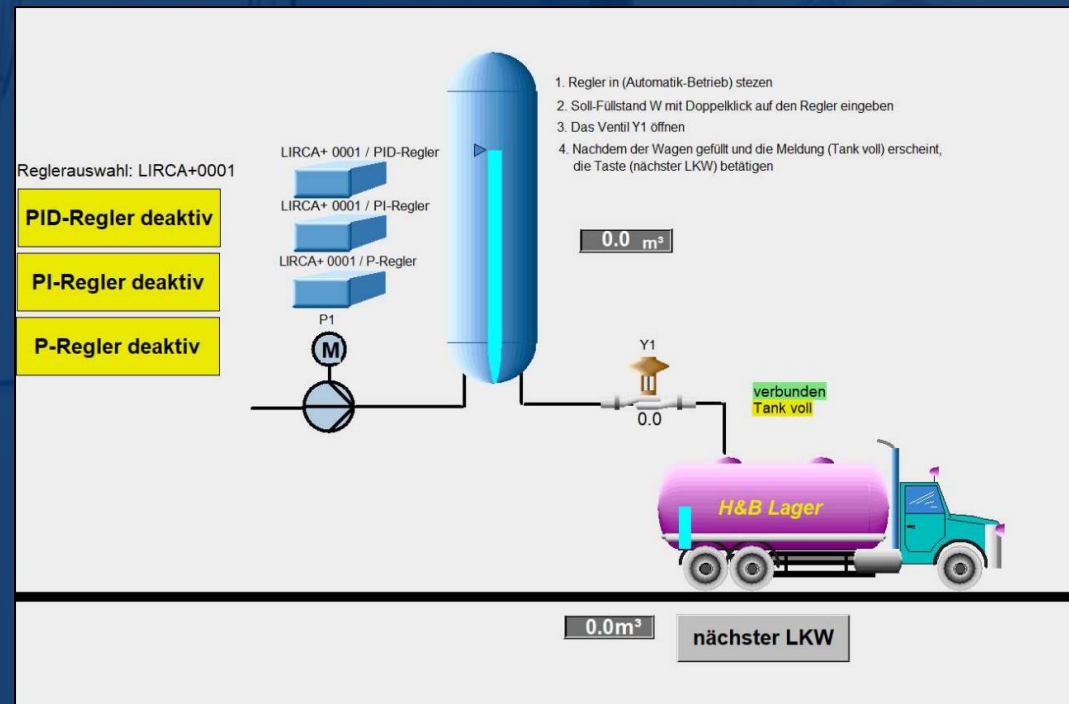 1. Regler in (Automatik-Betrieb) stezen
2. Soll-Füllstand W mit Doppelklick auf den Regler eingeben
3. Das Ventil Y1 öffnen
4. Nachdem der Wagen gefüllt und die Meldung (Tank voll) erscheint,
die Taste (nächster LKW) betätigen
Reglerauswahl: LIRCA+0001
PID-Regler deaktiv
PI-Regler deaktiv
P-Regler deaktiv
LIRCA+ 0001 / PID-Regler
LIRCA+ 0001 / PI-Regler
LIRCA+ 0001 / P-Regler
P1
M
0.0 m³
Y1
0.0
verbunden
Tank voll
H&B Lager
0.0m³
nächster LKW